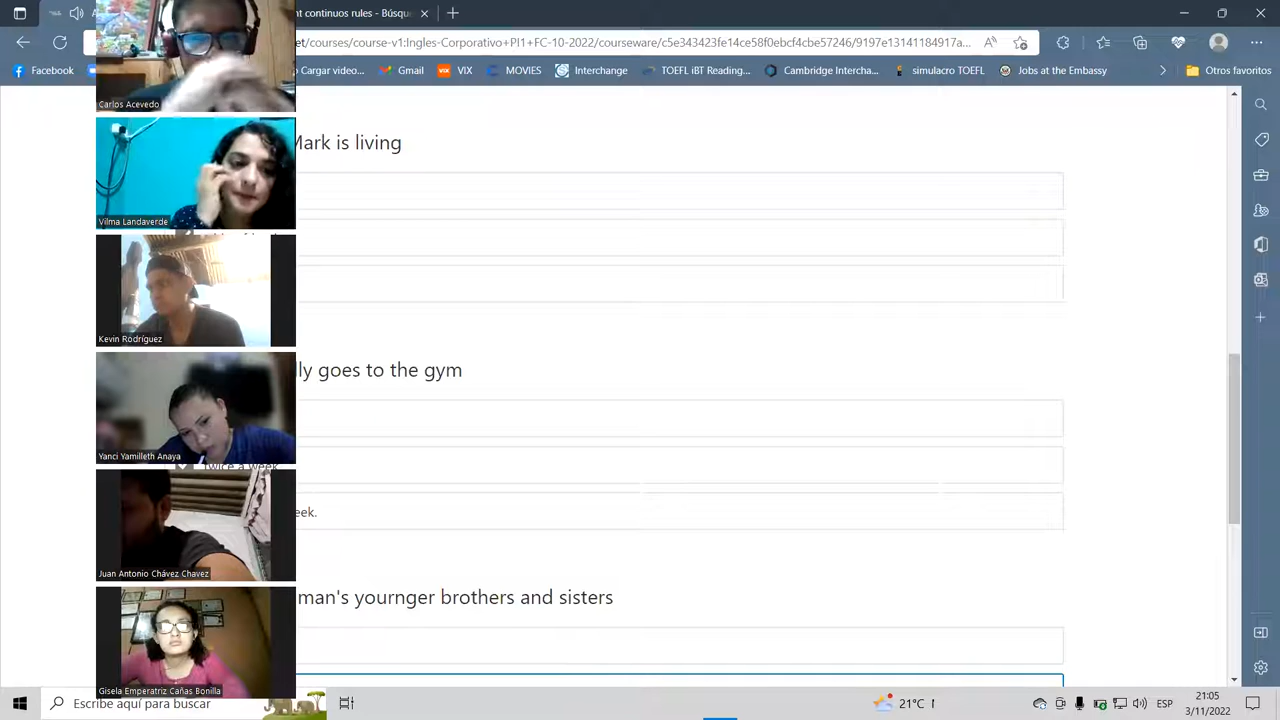 nt continuos rules - Búsque
et/courses/course-v1:Ingles-Corporativo+PI1+FC-10-2022/courseware/c5e343423fe14ce58f0ebcf4cbe57246/9197e13141184917a...
Facebook
Cargar video...
Gmail
VIX
VIX
MOVIES
Interchange
TOEFL iBT Roadmap...
Cambridge Intercha...
simulacro TOEFL
Jobs at the Embassy
Otros favoritos
Carlos Acevedo
Mark is living
Vilma Landaverde
Kevin Rodríguez
lly goes to the gym
Yanci Yamilleth Anaya
Twice a week
eek.
Juan Antonio Chávez Chavez
man's yournger brothers and sisters
Gisela Emperatriz Cañas Bonilla
Escribe aquí para buscar
21°C
ESP
21:05
3/11/2022